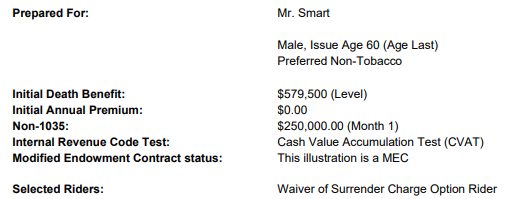 Prepared For: Mr. Smart
Male, Issue Age 60 (Age Last)
Preferred Non-Tobacco
Initial Death Benefit: $579,500 (Level)
Initial Annual Premium: $0.00
Non-1035: $250,000.00 (Month 1)
Internal Revenue Code Test: Cash Value Accumulation Test (CVAT)
Modified Endowment Contract status: This illustration is a MEC
Selected Riders: Waiver of Surrender Charge Option Rider